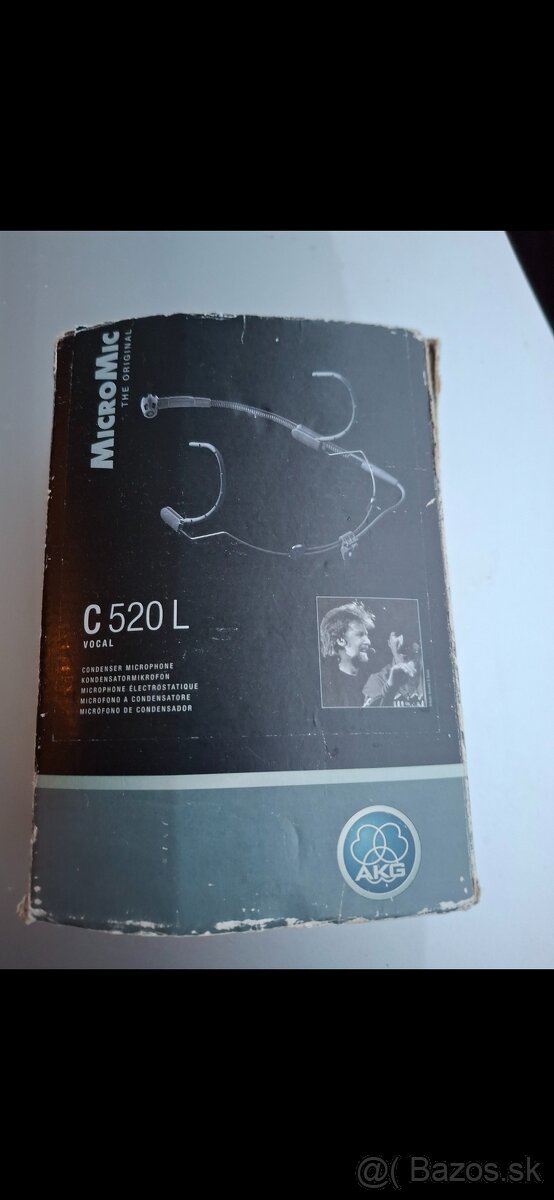 MICROMIC
THE ORIGINAL
C 520 L
VOCAL
CONDENSER MICROPHONE
KONDENSATORMIKROFON
MICROPHONE ÉLECTROSTATIQUE
MICROFONO A CONDENSATORE
MICRÓFONO DE CONDENSADOR
AKG
@( Bazos.sk